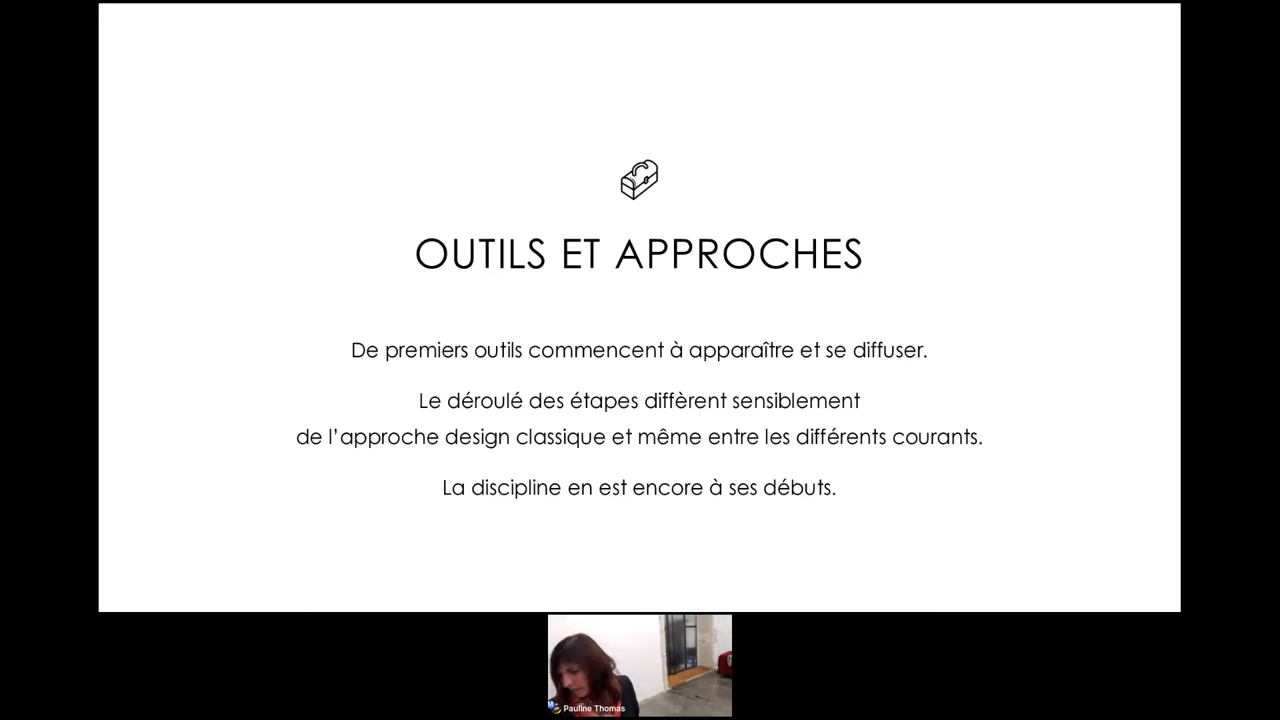 OUTILS ET APPROCHES
De premiers outils commencent à apparaître et se diffuser.
Le déroulé des étapes diffèrent sensiblement
de l’approche design classique et même entre les différents courants.
La discipline en est encore à ses débuts.
Pauline Thomas